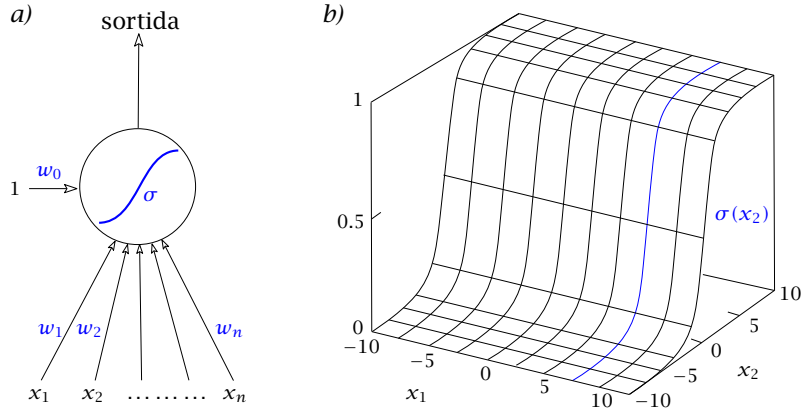 a)
sortida
1
w₀
σ
w₁ w₂ wₙ
x₁ x₂ ... ... ... xₙ
b)
1
0.5
0
−10 −5 0 5 10
x₁
−10 −5 0 5 10
x₂
σ(x₂)